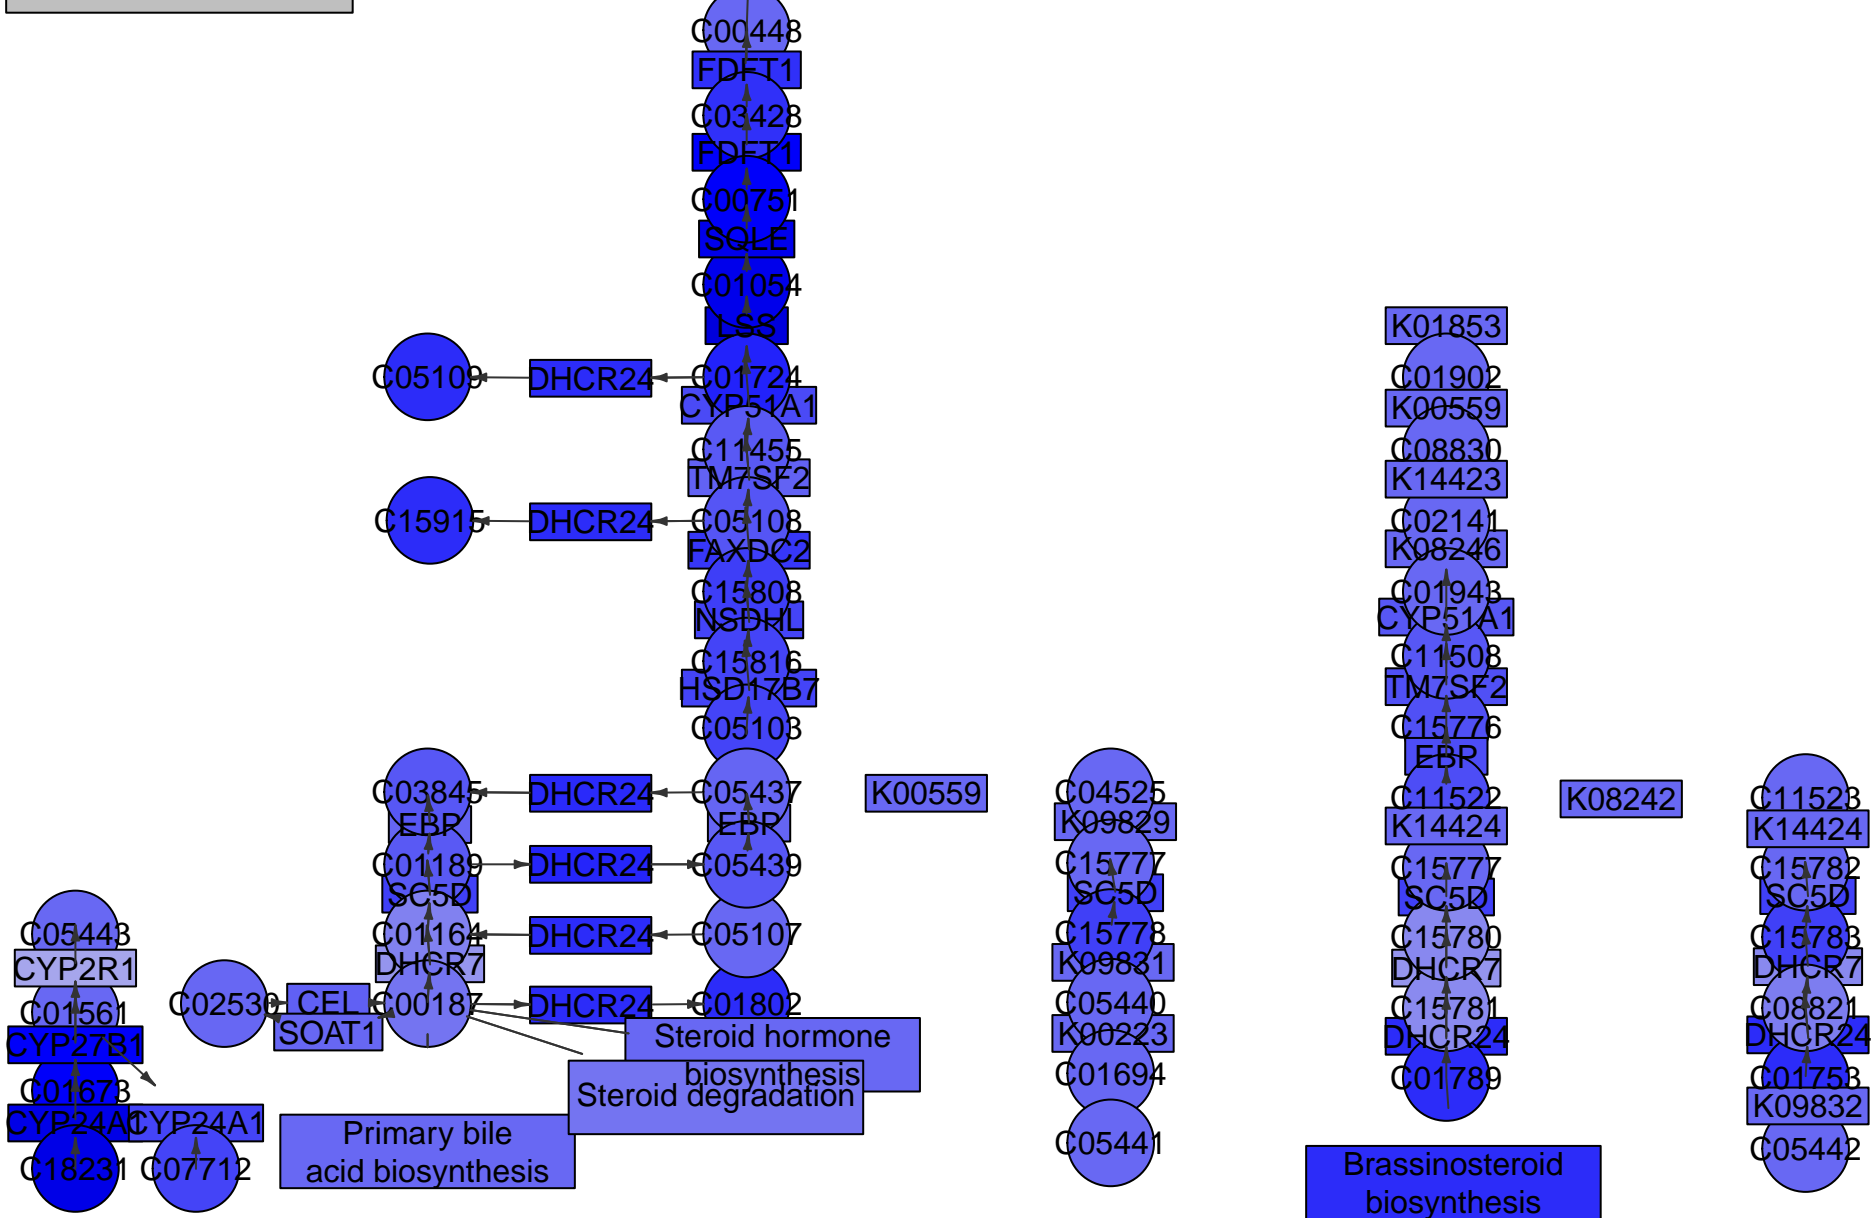 C00448
FDFT1
C03428
FDFT1
C00751
SQLE
C01054
LSS
C05109
DHCR24
C01724
CYP51A1
C11455
TM7SF2
C15915
DHCR24
C05108
FAXDC2
C15808
NSDHL
C15816
HSD17B7
C05103
C03845
DHCR24
C05437
EBP
EBP
C01189
DHCR24
C05439
SC5D
C01164
DHCR24
C05107
DHCR7
C02530
CEL
SOAT1
C00187
DHCR24
C01802
C05443
CYP2R1
C01561
CYP27B1
C01673
CYP24A1
CYP24A1
C18231
C07712
Steroid hormone
biosynthesis
Steroid degradation
Primary bile
acid biosynthesis
K00559
C04525
K09829
C15777
SC5D
C15778
K09831
C05440
K00223
C01694
C05441
K01853
C01902
K00559
C08830
K14423
C02141
K08246
C01943
CYP51A1
C11508
TM7SF2
C15776
EBP
C11522
K14424
C15777
SC5D
C15780
DHCR7
C15781
DHCR24
C01789
Brassinosteroid
biosynthesis
K08242
C11523
K14424
C15782
SC5D
C15783
DHCR7
C08821
DHCR24
C01753
K09832
C05442